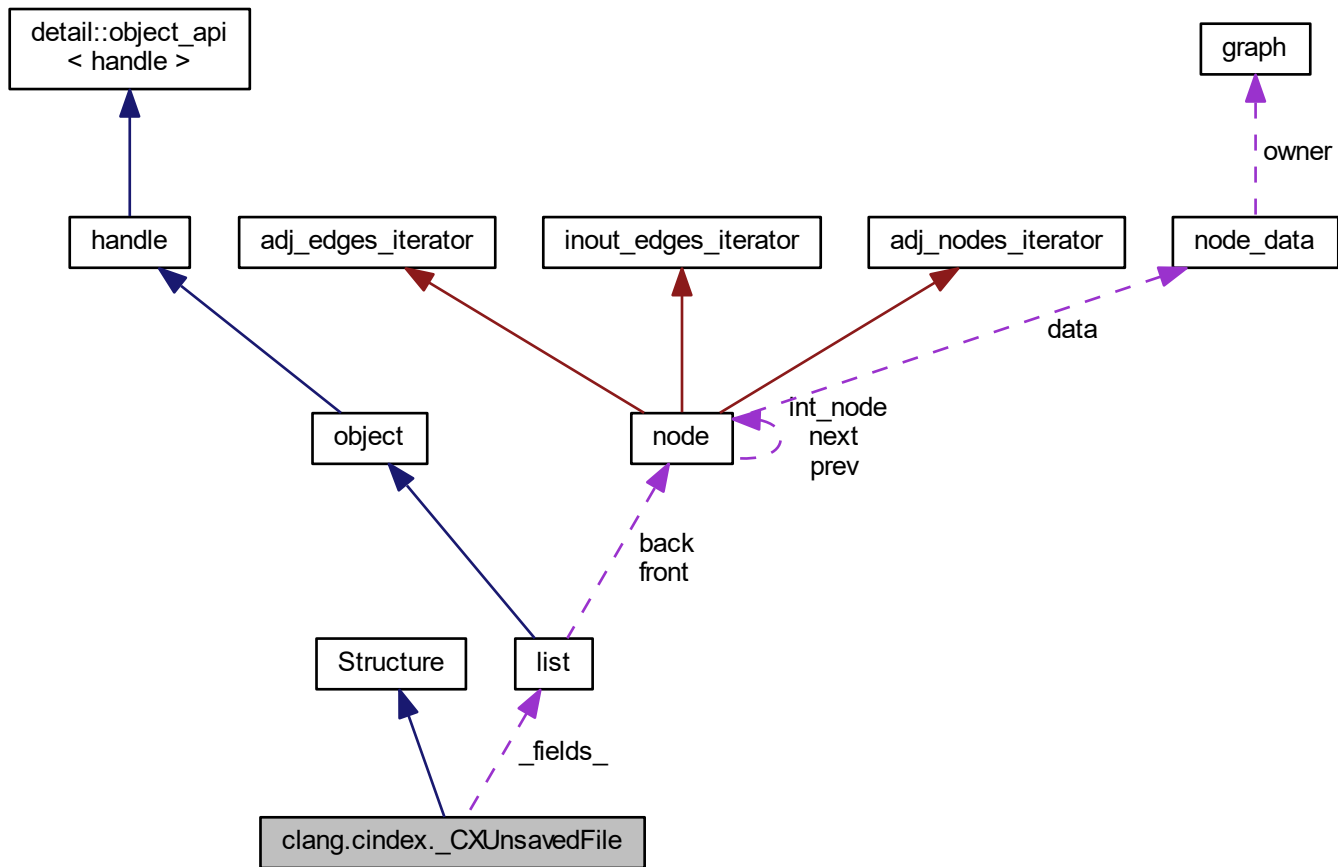 detail::object_api
< handle >
graph
owner
handle
adj_edges_iterator
inout_edges_iterator
adj_nodes_iterator
node_data
data
object
node
int_node
next
prev
back
front
Structure
list
_fields_
clang.cindex._CXUnsavedFile